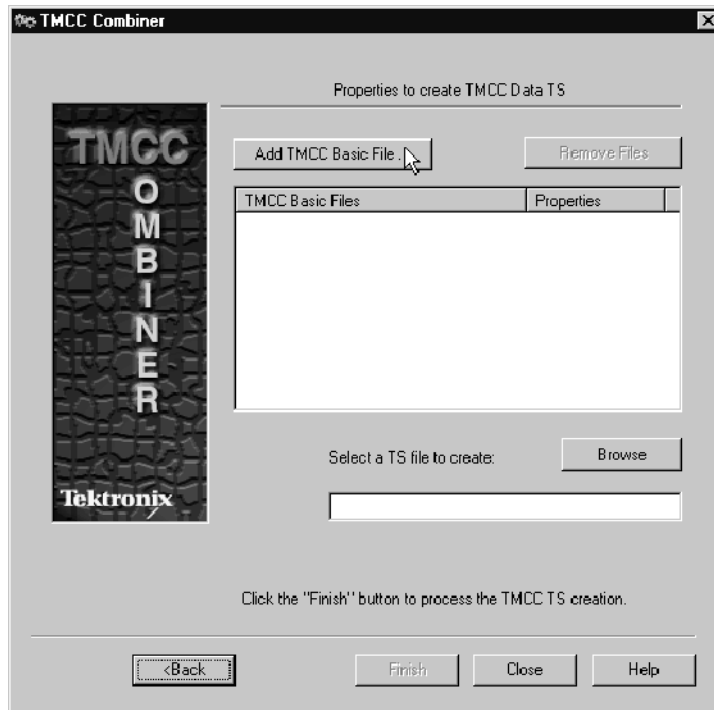 TMCC Combiner
Properties to create TMCC Data TS
TMCC
OMBINER
Tektronix
Add TMCC Basic File...
Remove Files
TMCC Basic Files Properties
Select a TS file to create:
Browse
Click the "Finish" button to process the TMCC TS creation.
<Back Finish Close Help